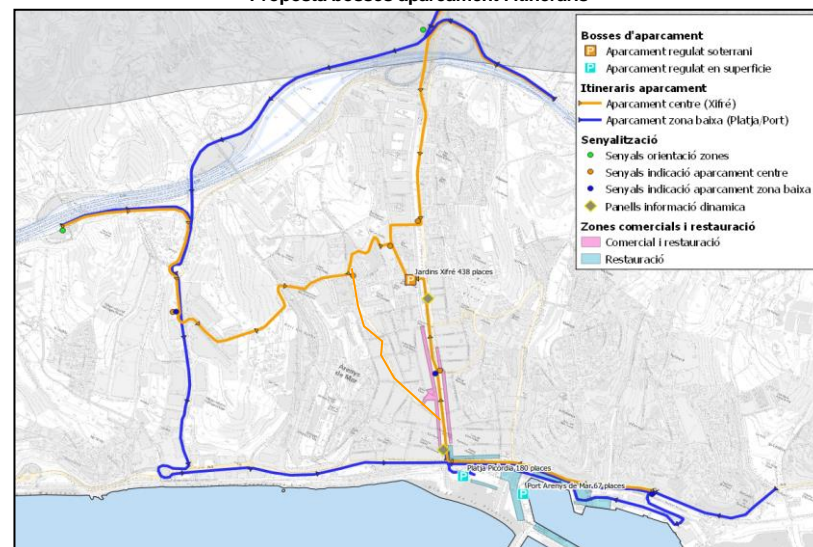 Proposta bosses aparcament i itineraris
Bosses d'aparcament
Aparcament regulat soterrani
Aparcament regulat en superficie
Itineraris aparcament
Aparcament centre (Xifré)
Aparcament zona baixa (Platja/Port)
Senyalització
Senyals orientació zones
Senyals indicació aparcament centre
Senyals indicació aparcament zona baixa
Panells informació dinamica
Zones comercials i restauració
Comercial i restauració
Restauració
P
Jardins Xifré 438 places
Arenys
de Mar
Platja Picordia 180 places
P
Port Arenys de Mar 67 places
P